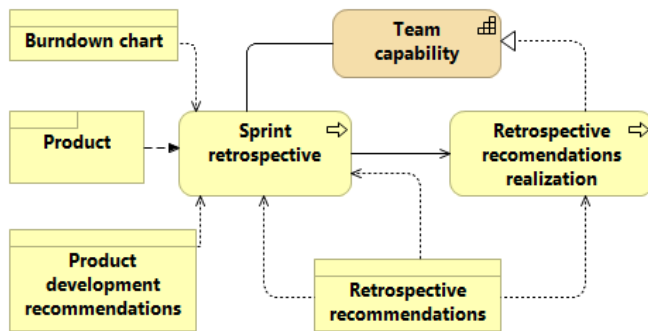 Burndown chart
Team
capability
Product
Sprint
retrospective
Retrospective
recomendations
realization
Product
development
recommendations
Retrospective
recommendations